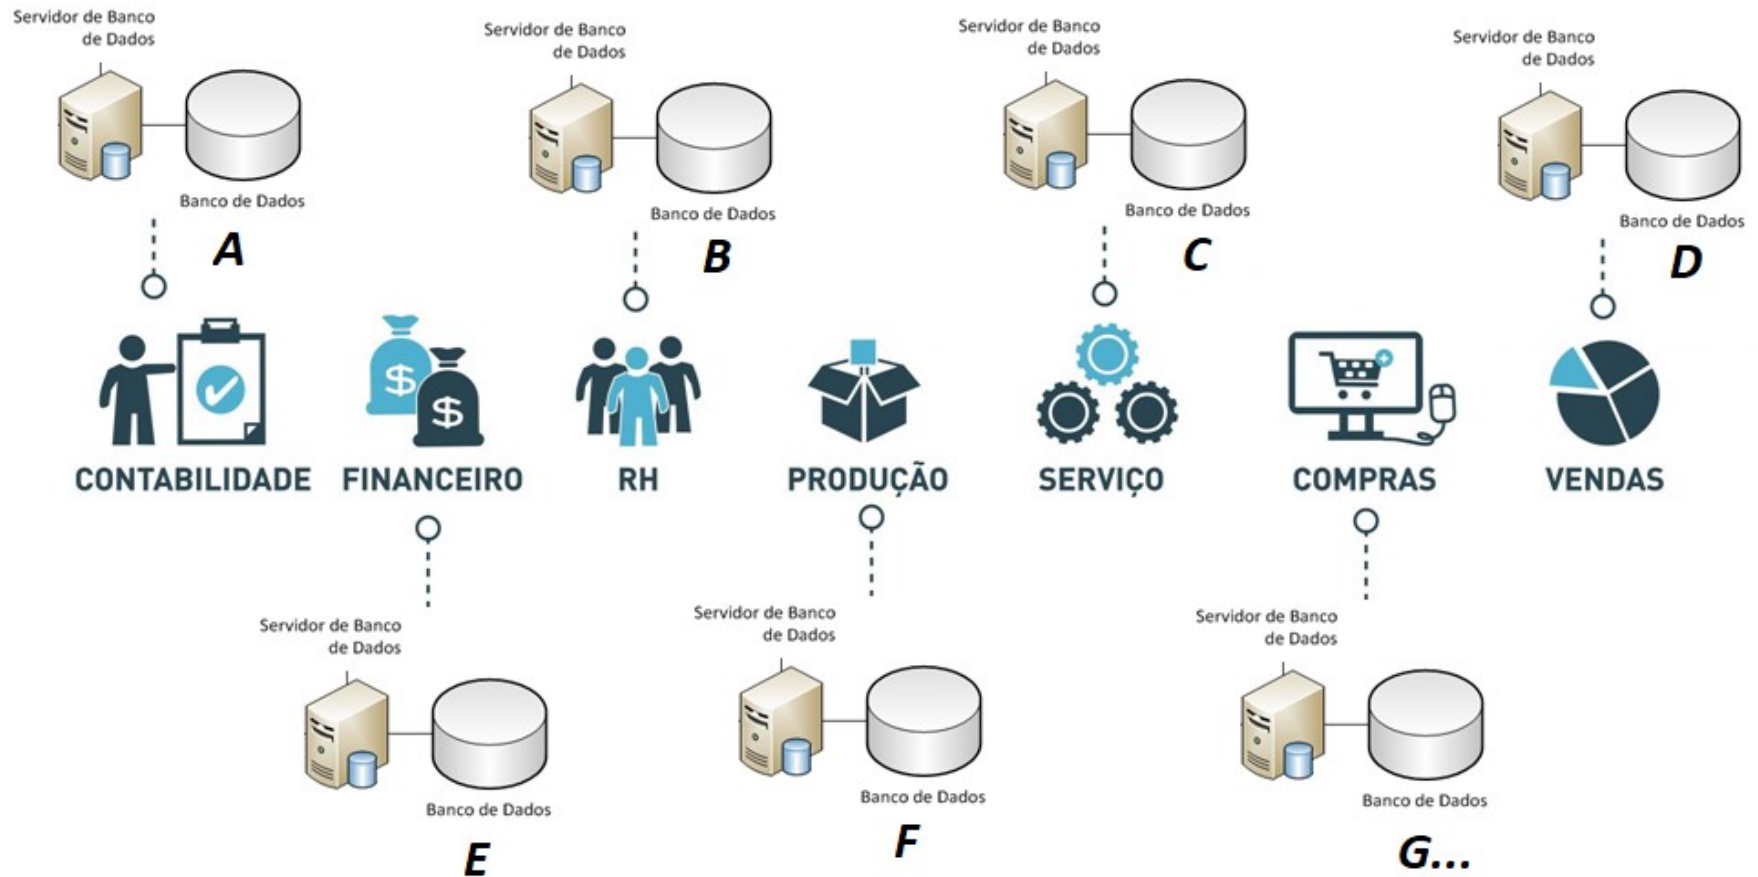 Servidor de Banco
de Dados
Banco de Dados
A
Servidor de Banco
de Dados
Banco de Dados
B
Servidor de Banco
de Dados
Banco de Dados
C
Servidor de Banco
de Dados
Banco de Dados
D
$
$
CONTABILIDADE
FINANCEIRO
RH
PRODUÇÃO
SERVIÇO
COMPRAS
VENDAS
Servidor de Banco
de Dados
Banco de Dados
E
Servidor de Banco
de Dados
Banco de Dados
F
Servidor de Banco
de Dados
Banco de Dados
G...